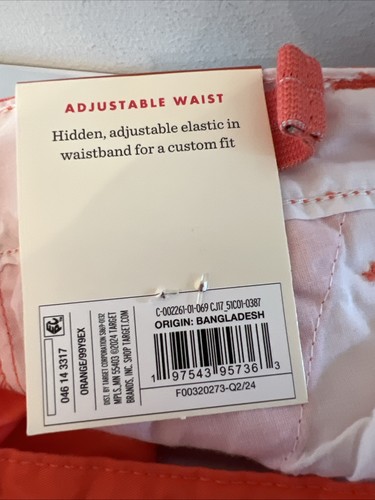 ADJUSTABLE WAIST
Hidden, adjustable elastic in
waistband for a custom fit
C-002261-01-069 CJ17_51C01-0387
ORIGIN: BANGLADESH
1 97543 95736 3
F00320273-Q2/24
046 14 3317
ORANGE/99Y9EX
DIST. BY TARGET CORPORATION
MPLS, MN 55403 ©2024 TARGET
BRANDS, INC. SHOP TARGET.COM